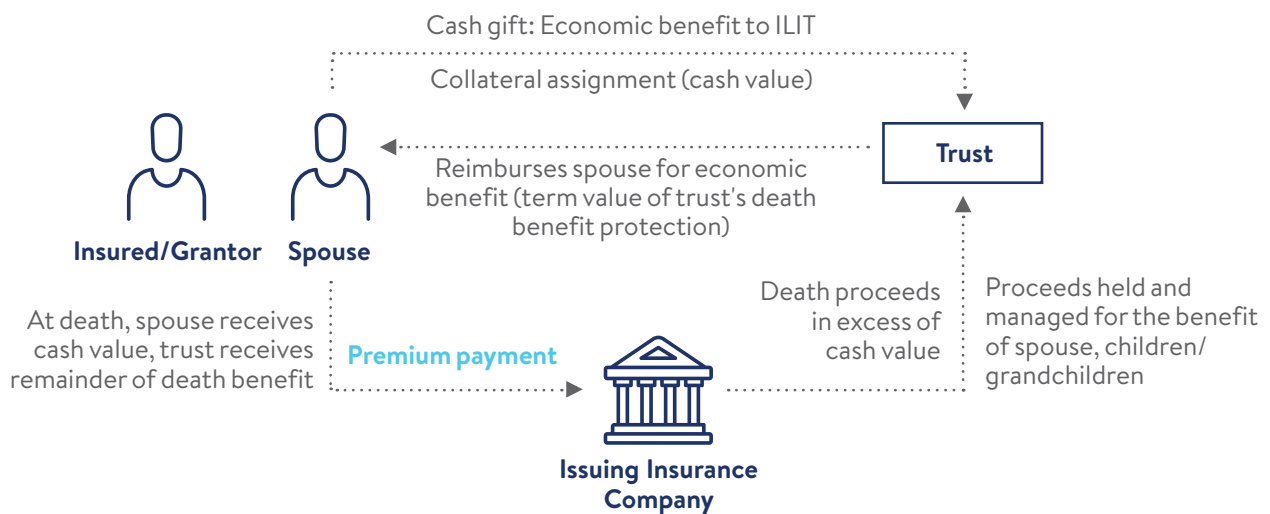 Cash gift: Economic benefit to ILIT
Collateral assignment (cash value)
Trust
Reimburses spouse for economic
benefit (term value of trust's death
benefit protection)
Insured/Grantor
Spouse
At death, spouse receives
cash value, trust receives
remainder of death benefit
Premium payment
Death proceeds
in excess of
cash value
Proceeds held and
managed for the benefit
of spouse, children/
grandchildren
Issuing Insurance
Company